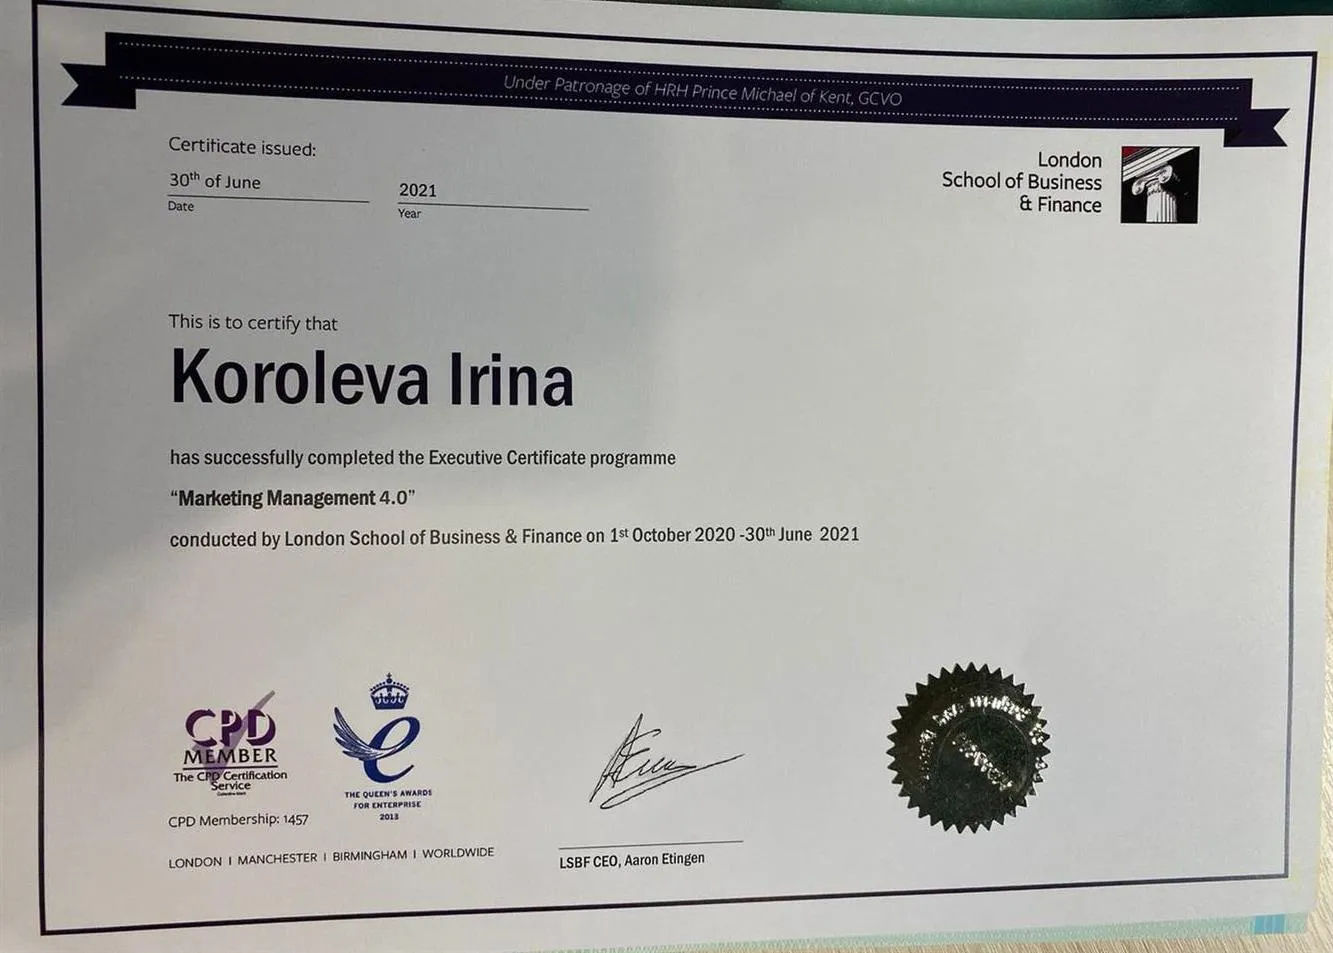 Under Patronage of HRH Prince Michael of Kent, GCVO
Certificate issued:
30th of June
2021
Date
Year
London
School of Business
& Finance
This is to certify that
Koroleva Irina
has successfully completed the Executive Certificate programme
“Marketing Management 4.0”
conducted by London School of Business & Finance on 1st October 2020 -30th June 2021
CPD
MEMBER
The CPD Certification
Service
CPD Membership: 1457
THE QUEEN'S AWARDS
FOR ENTERPRISE
2013
LONDON | MANCHESTER | BIRMINGHAM | WORLDWIDE
LSBF CEO, Aaron Etingen